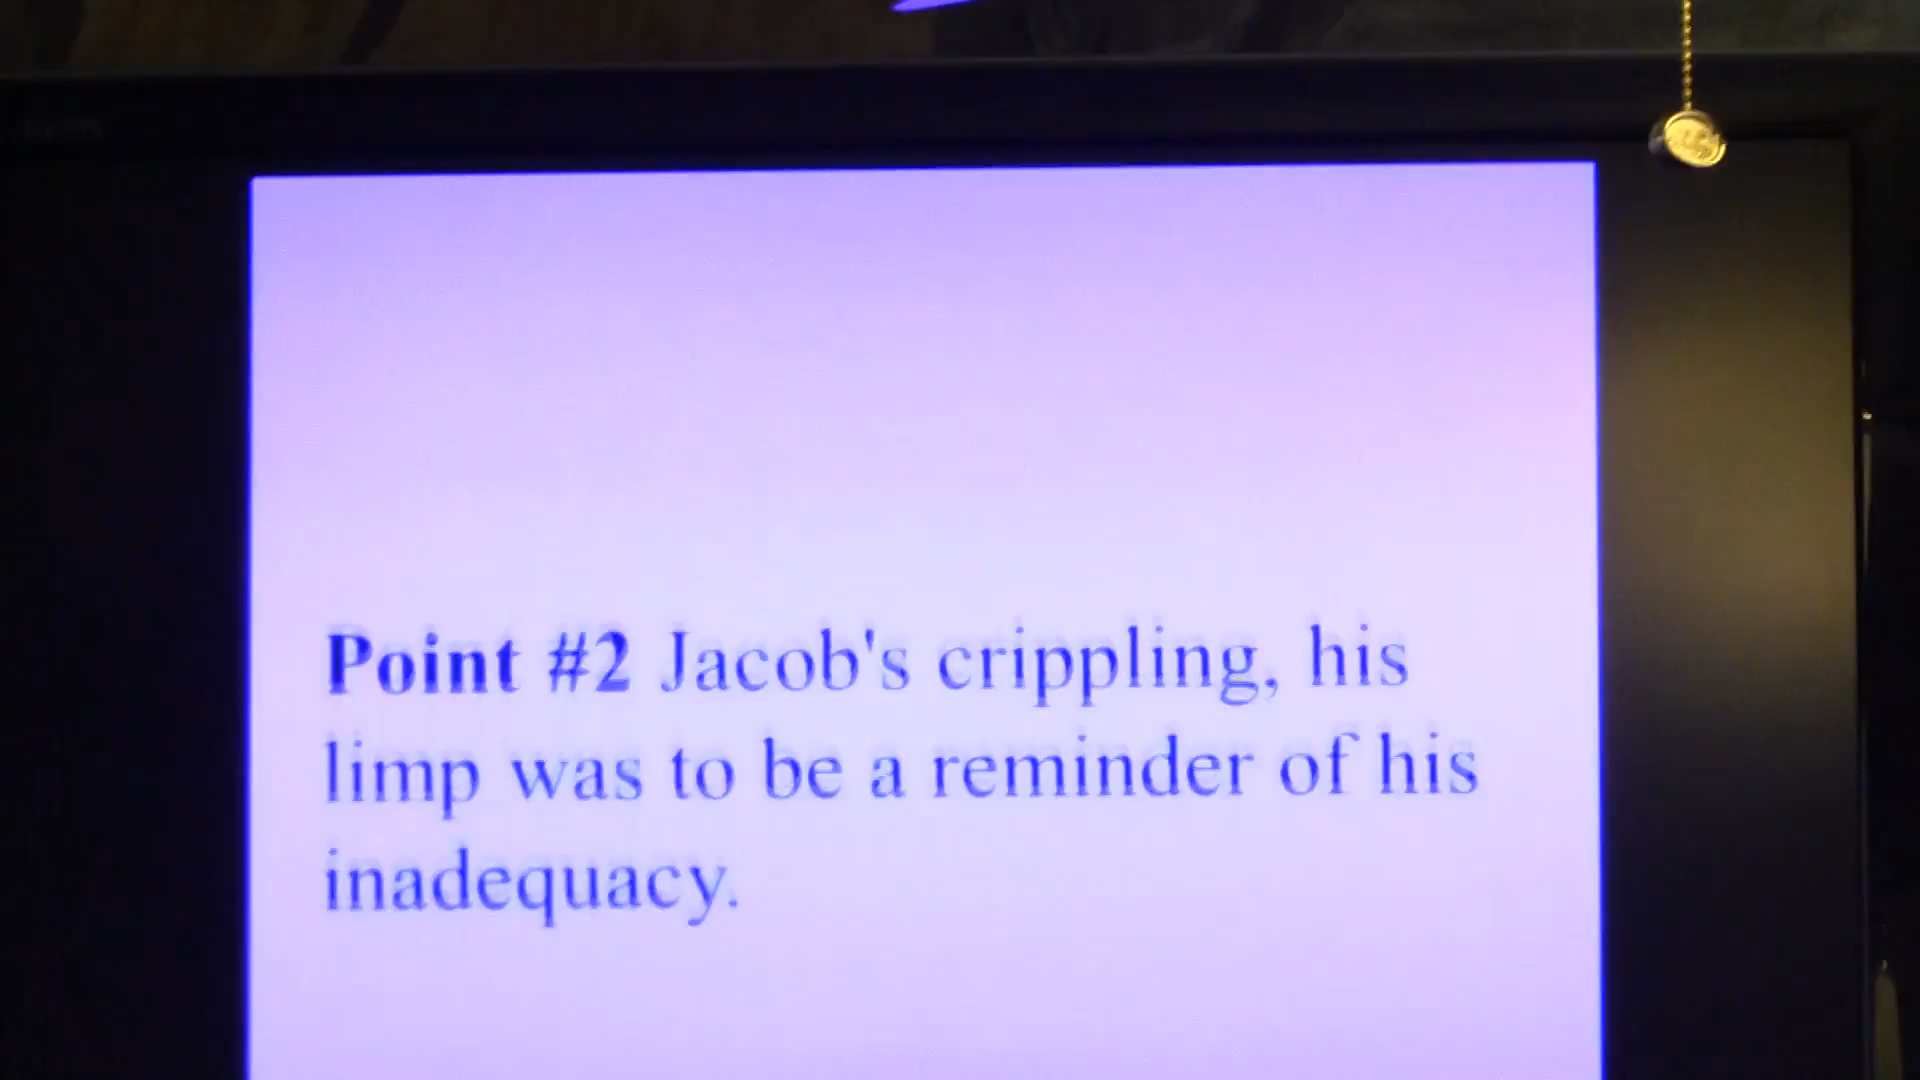 Point #2 Jacob's crippling, his
limp was to be a reminder of his
inadequacy.